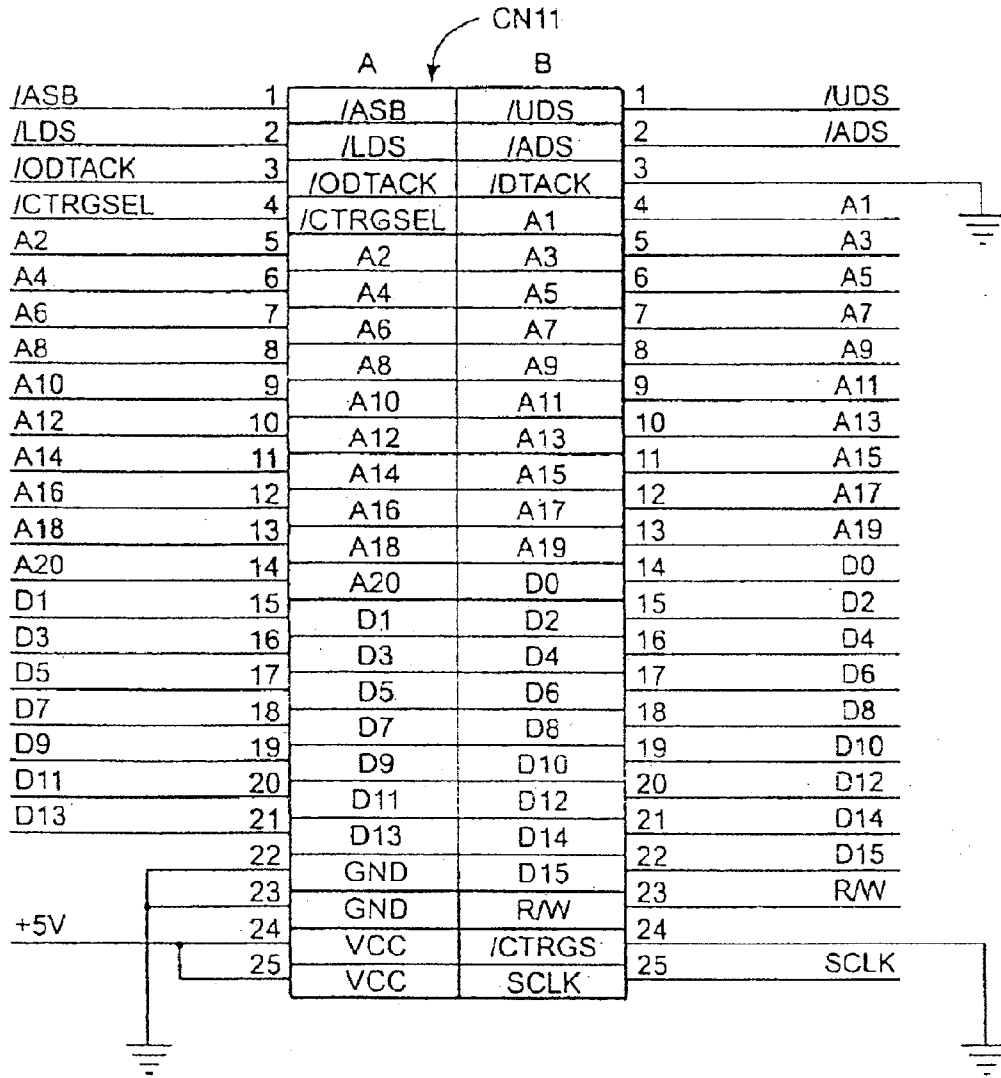 CN11
A B
/ASB 1 /ASB /UDS 1 /UDS
/LDS 2 /LDS /ADS 2 /ADS
/ODTACK 3 /ODTACK /DTACK 3
/CTRGSEL 4 /CTRGSEL A1 4 A1
A2 5 A2 A3 5 A3
A4 6 A4 A5 6 A5
A6 7 A6 A7 7 A7
A8 8 A8 A9 8 A9
A10 9 A10 A11 9 A11
A12 10 A12 A13 10 A13
A14 11 A14 A15 11 A15
A16 12 A16 A17 12 A17
A18 13 A18 A19 13 A19
A20 14 A20 D0 14 D0
D1 15 D1 D2 15 D2
D3 16 D3 D4 16 D4
D5 17 D5 D6 17 D6
D7 18 D7 D8 18 D8
D9 19 D9 D10 19 D10
D11 20 D11 D12 20 D12
D13 21 D13 D14 21 D14
22 GND D15 22 D15
23 GND R/W 23 R/W
+5V 24 VCC /CTRGS 24
25 VCC SCLK 25 SCLK